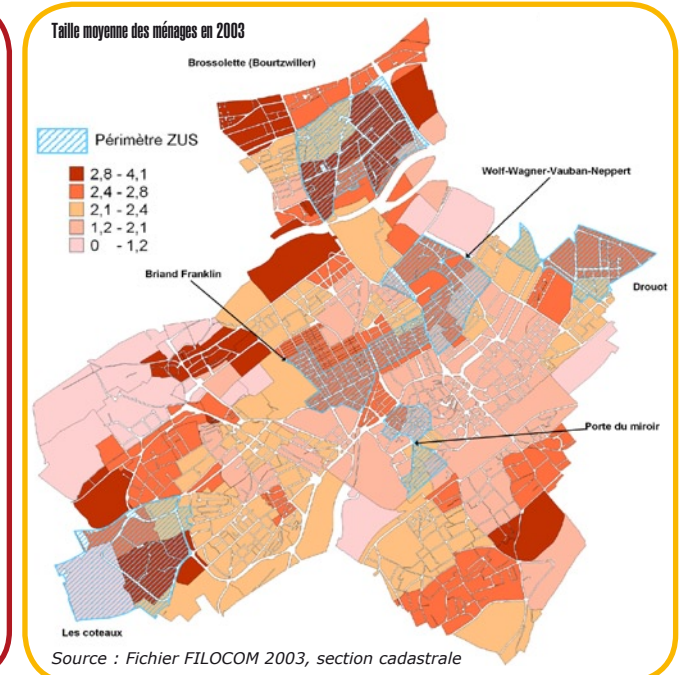 Taille moyenne des ménages en 2003
Brossolette (Bourtzwiller)
Périmètre ZUS
2,8 - 4,1
2,4 - 2,8
2,1 - 2,4
1,2 - 2,1
0 - 1,2
Wolf-Wagner-Vauban-Neppert
Briand Franklin
Drouot
Porte du miroir
Les coteaux
Source : Fichier FILOCOM 2003, section cadastrale